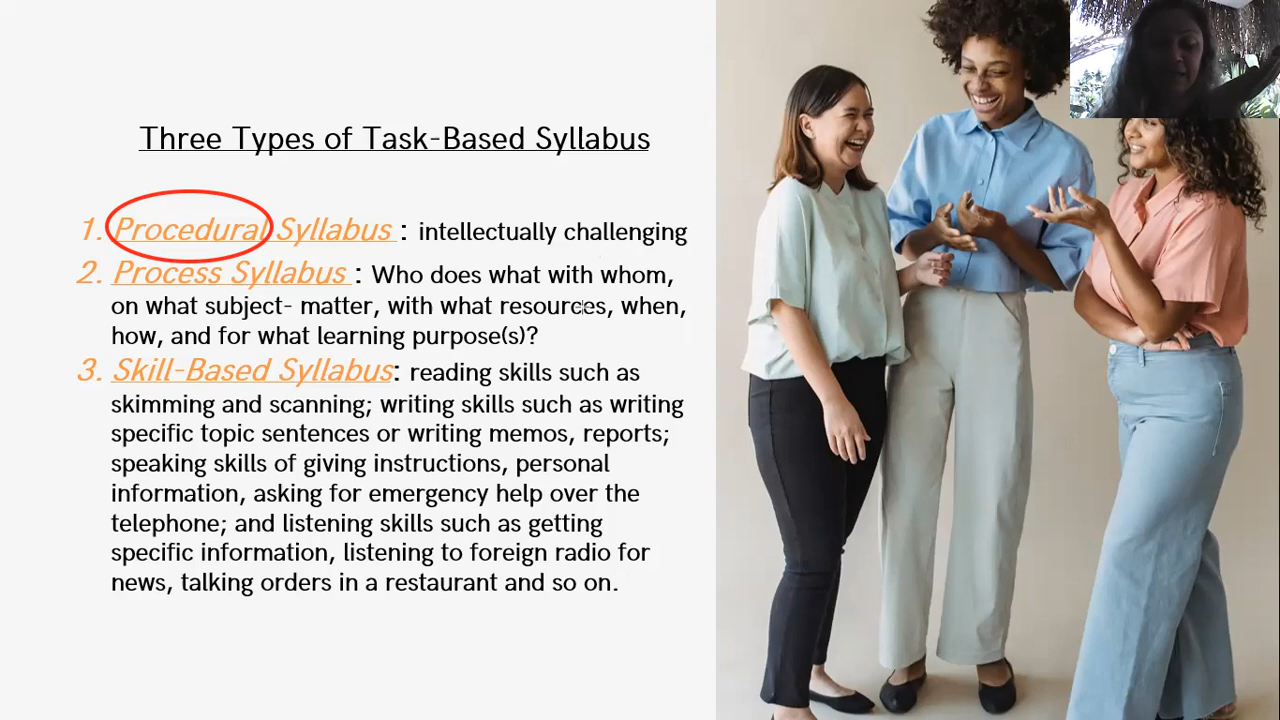 Three Types of Task-Based Syllabus
1. Procedural Syllabus : intellectually challenging
2. Process Syllabus : Who does what with whom,
on what subject- matter, with what resources, when,
how, and for what learning purpose(s)?
3. Skill-Based Syllabus: reading skills such as
skimming and scanning; writing skills such as writing
specific topic sentences or writing memos, reports;
speaking skills of giving instructions, personal
information, asking for emergency help over the
telephone; and listening skills such as getting
specific information, listening to foreign radio for
news, talking orders in a restaurant and so on.